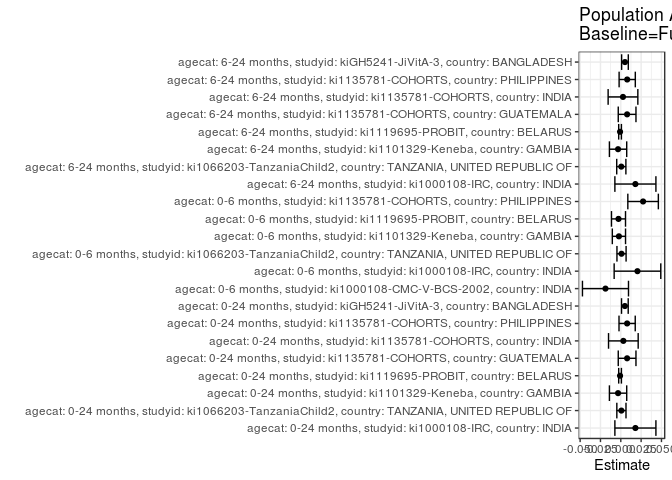 Population
Baseline=Fu
agecat: 6-24 months, studyid: kiGH5241-JiVitA-3, country: BANGLADESH
agecat: 6-24 months, studyid: ki1135781-COHORTS, country: PHILIPPINES
agecat: 6-24 months, studyid: ki1135781-COHORTS, country: INDIA
agecat: 6-24 months, studyid: ki1135781-COHORTS, country: GUATEMALA
agecat: 6-24 months, studyid: ki1119695-PROBIT, country: BELARUS
agecat: 6-24 months, studyid: ki1101329-Keneba, country: GAMBIA
agecat: 6-24 months, studyid: ki1066203-TanzaniaChild2, country: TANZANIA, UNITED REPUBLIC OF
agecat: 6-24 months, studyid: ki1000108-IRC, country: INDIA
agecat: 0-6 months, studyid: ki1135781-COHORTS, country: PHILIPPINES
agecat: 0-6 months, studyid: ki1119695-PROBIT, country: BELARUS
agecat: 0-6 months, studyid: ki1101329-Keneba, country: GAMBIA
agecat: 0-6 months, studyid: ki1066203-TanzaniaChild2, country: TANZANIA, UNITED REPUBLIC OF
agecat: 0-6 months, studyid: ki1000108-IRC, country: INDIA
agecat: 0-6 months, studyid: ki1000108-CMC-V-BCS-2002, country: INDIA
agecat: 0-24 months, studyid: kiGH5241-JiVitA-3, country: BANGLADESH
agecat: 0-24 months, studyid: ki1135781-COHORTS, country: PHILIPPINES
agecat: 0-24 months, studyid: ki1135781-COHORTS, country: INDIA
agecat: 0-24 months, studyid: ki1135781-COHORTS, country: GUATEMALA
agecat: 0-24 months, studyid: ki1119695-PROBIT, country: BELARUS
agecat: 0-24 months, studyid: ki1101329-Keneba, country: GAMBIA
agecat: 0-24 months, studyid: ki1066203-TanzaniaChild2, country: TANZANIA, UNITED REPUBLIC OF
agecat: 0-24 months, studyid: ki1000108-IRC, country: INDIA
Estimate